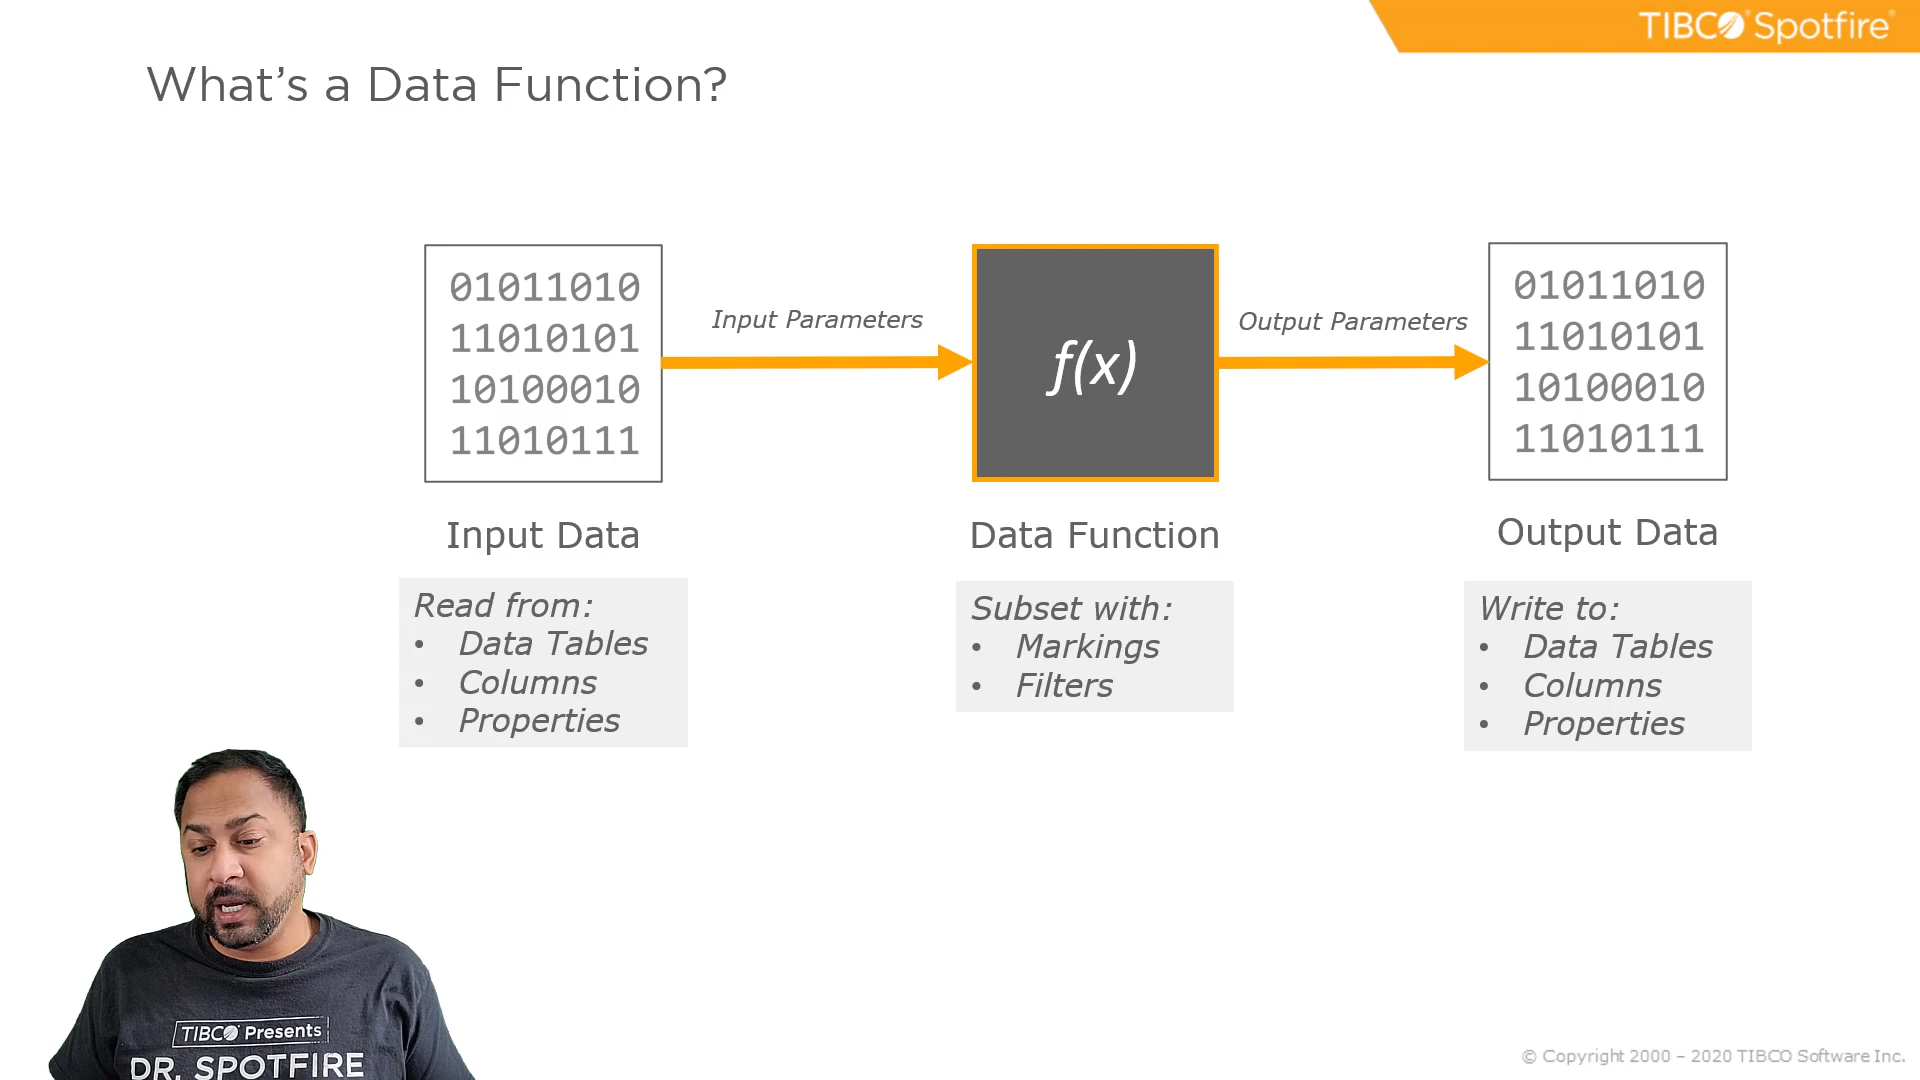 TIBCO® Spotfire®
What's a Data Function?
01011010
11010101
10100010
11010111
Input Parameters
f(x)
Output Parameters
01011010
11010101
10100010
11010111
Input Data
Read from:
• Data Tables
• Columns
• Properties
Data Function
Subset with:
• Markings
• Filters
Output Data
Write to:
• Data Tables
• Columns
• Properties
TIBCO® Presents
DR. SPOTFIRE
© Copyright 2000 – 2020 TIBCO Software Inc.